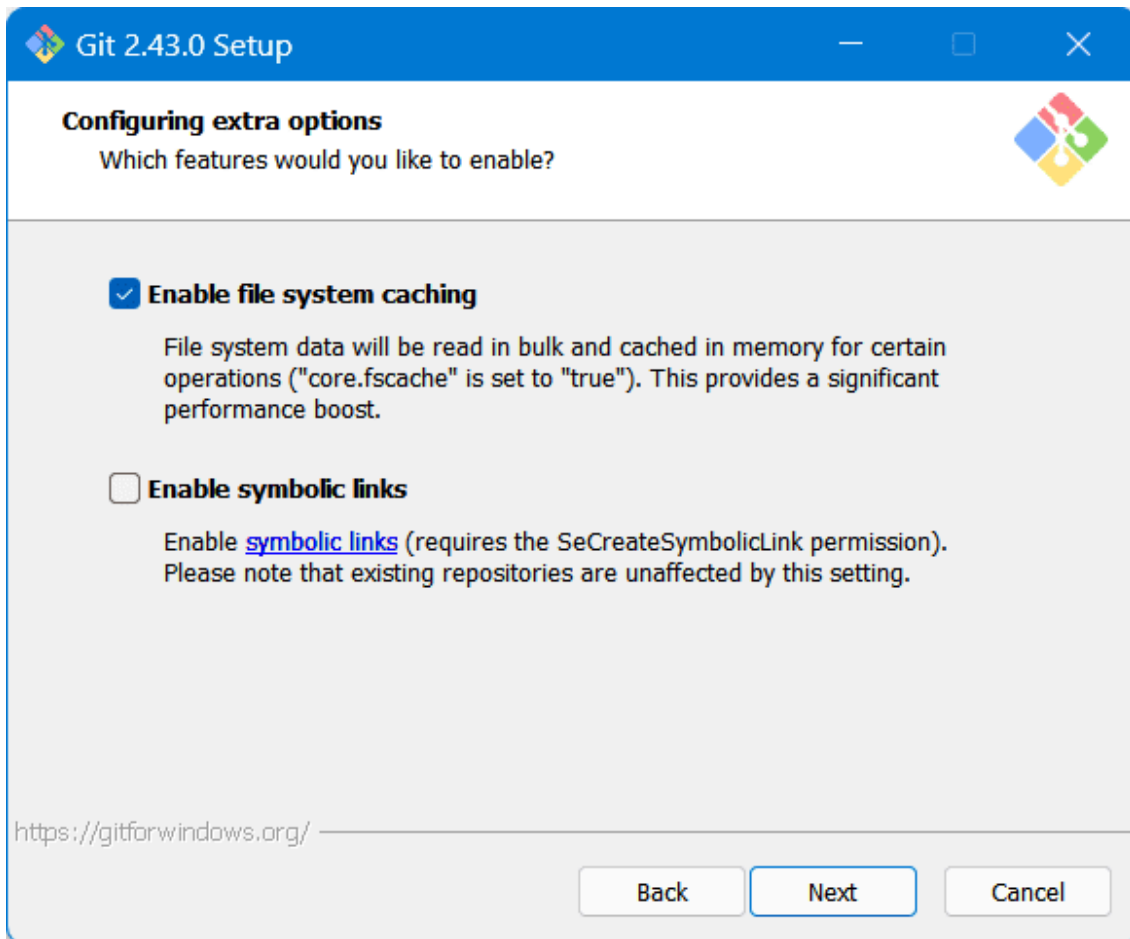 Git 2.43.0 Setup
Configuring extra options
Which features would you like to enable?
Enable file system caching
File system data will be read in bulk and cached in memory for certain
operations ("core.fscache" is set to "true"). This provides a significant
performance boost.
Enable symbolic links
Enable symbolic links (requires the SeCreateSymbolicLink permission).
Please note that existing repositories are unaffected by this setting.
https://gitforwindows.org/
Back Next Cancel